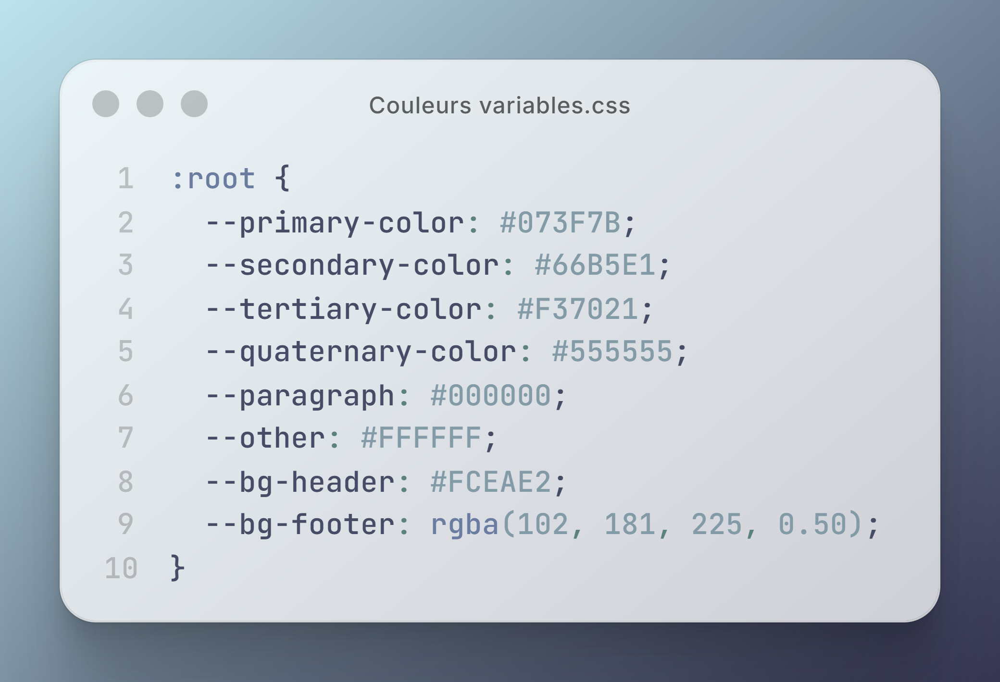 Couleurs variables.css
1 :root {
2   --primary-color: #073F7B;
3   --secondary-color: #66B5E1;
4   --tertiary-color: #F37021;
5   --quaternary-color: #555555;
6   --paragraph: #000000;
7   --other: #FFFFFF;
8   --bg-header: #FCEAE2;
9   --bg-footer: rgba(102, 181, 225, 0.50);
10 }